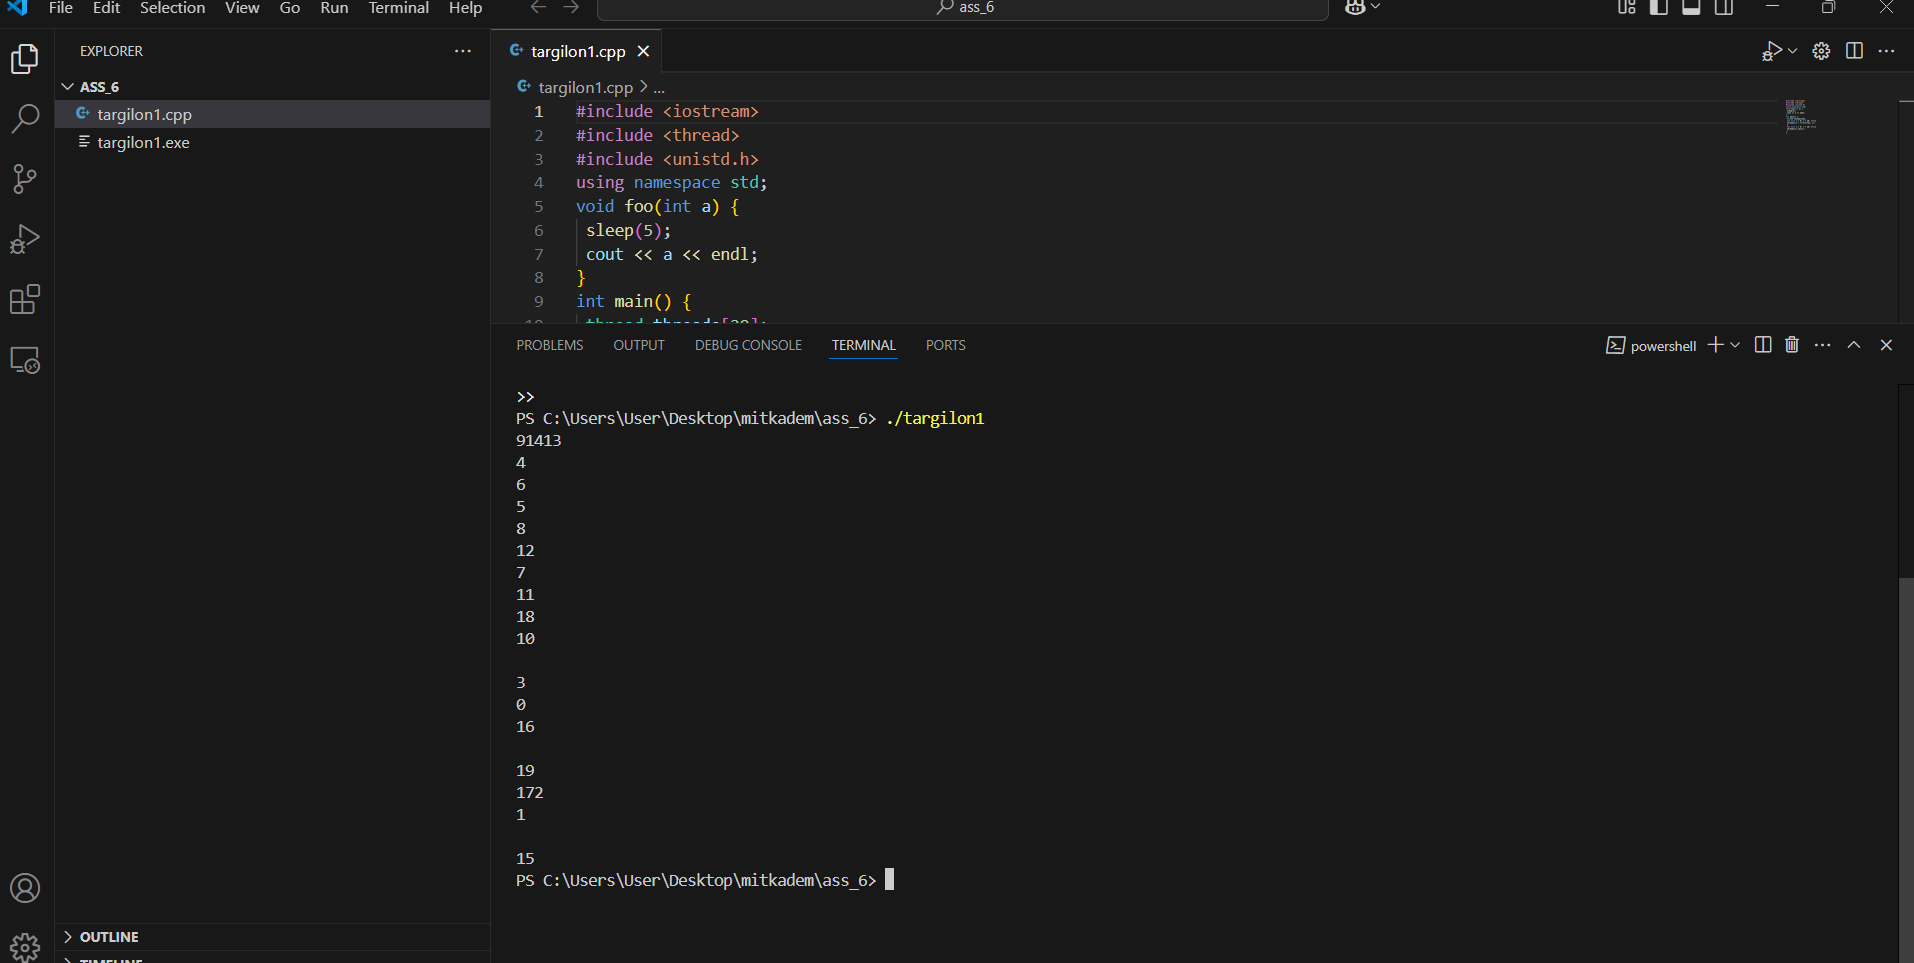 File Edit Selection View Go Run Terminal Help
ass_6
EXPLORER
ASS_6
targilon1.cpp
targilon1.exe
OUTLINE
TIMELINE
targilon1.cpp
targilon1.cpp > ...
1 #include <iostream>
2 #include <thread>
3 #include <unistd.h>
4 using namespace std;
5 void foo(int a) {
6 sleep(5);
7 cout << a << endl;
8 }
9 int main() {
10 thread threads[20];
PROBLEMS OUTPUT DEBUG CONSOLE TERMINAL PORTS
powershell
>>
PS C:\Users\User\Desktop\mitkadem\ass_6> ./targilon1
91413
4
6
5
8
12
7
11
18
10
3
0
16
19
172
1
15
PS C:\Users\User\Desktop\mitkadem\ass_6>